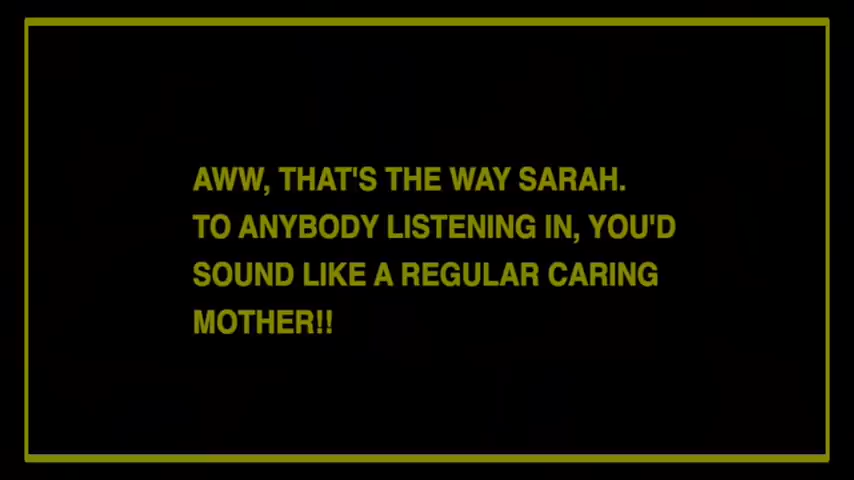 AWW, THAT'S THE WAY SARAH.
TO ANYBODY LISTENING IN, YOU'D
SOUND LIKE A REGULAR CARING
MOTHER!!